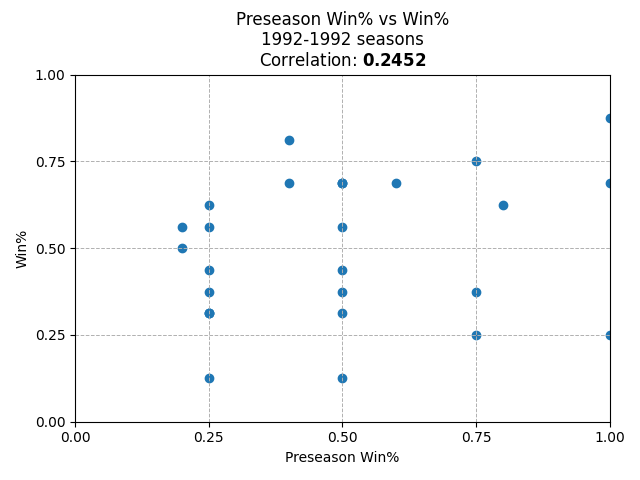 Preseason Win% vs Win%
1992-1992 seasons
Correlation: 0.2452
1.00
0.75
0.50
0.25
0.00
Win%
0.00 0.25 0.50 0.75 1.00
Preseason Win%